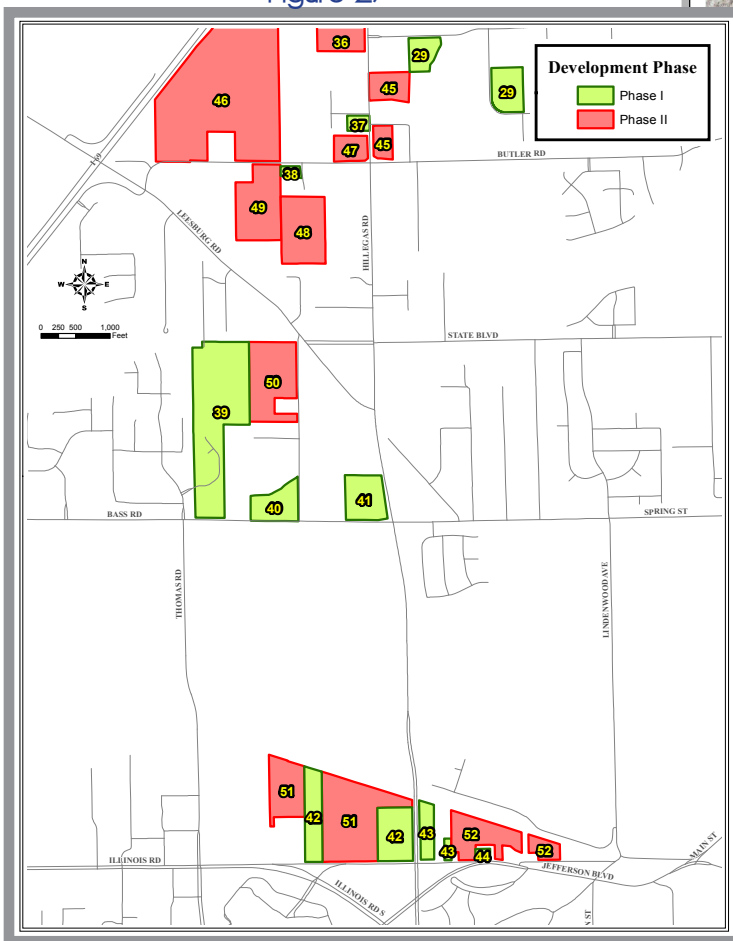 36
29
Development Phase
Phase I
Phase II
46
45
29
37
47
45
BUTLER RD
I 69
38
49
48
LEESBURG RD
HILLEGAS RD
N
W E
S
0 250 500 1,000
Feet
STATE BLVD
50
39
41
40
BASS RD
SPRING ST
THOMAS RD
LINDENWOOD AVE
51
42
51
42
43
52
43
44
52
ILLINOIS RD
JEFFERSON BLVD
MAIN ST
ILLINOIS RD S